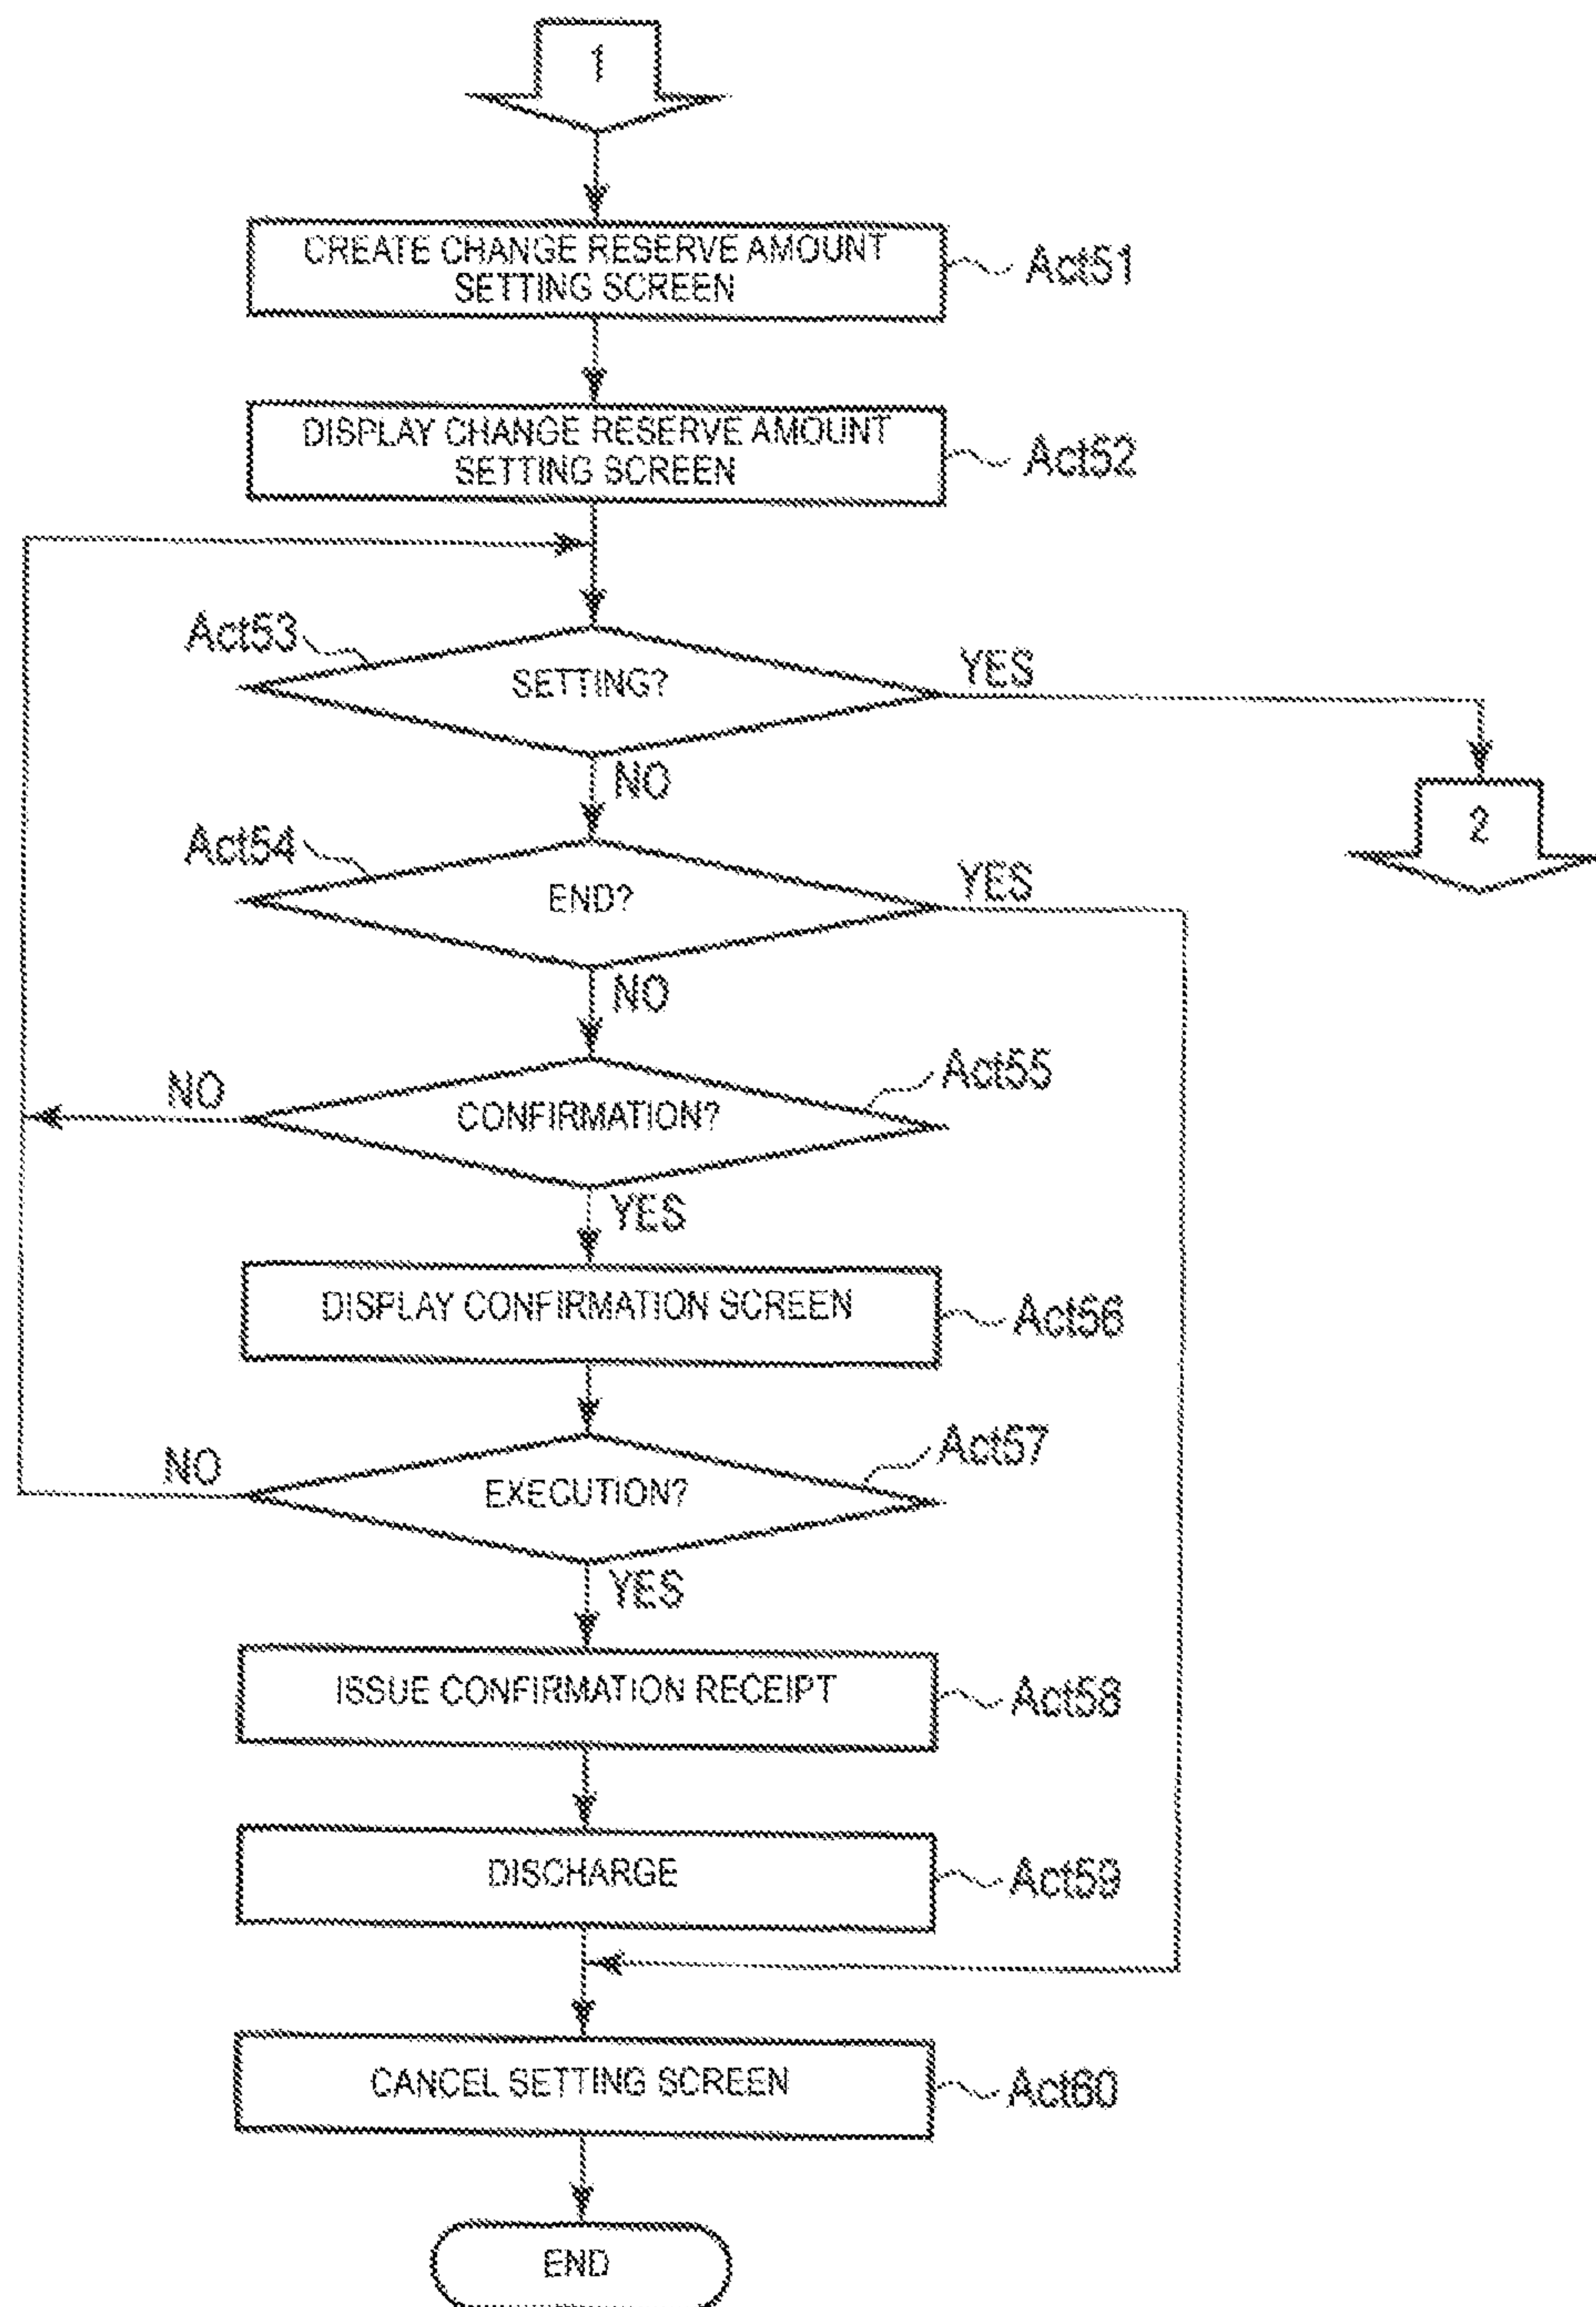 1
CREATE CHANGE RESERVE AMOUNT
SETTING SCREEN
Act51
DISPLAY CHANGE RESERVE AMOUNT
SETTING SCREEN
Act52
Act53
SETTING?
YES
NO
2
Act54
END?
YES
NO
Act55
CONFIRMATION?
NO
YES
DISPLAY CONFIRMATION SCREEN
Act56
Act57
EXECUTION?
NO
YES
ISSUE CONFIRMATION RECEIPT
Act58
DISCHARGE
Act59
CANCEL SETTING SCREEN
Act60
END